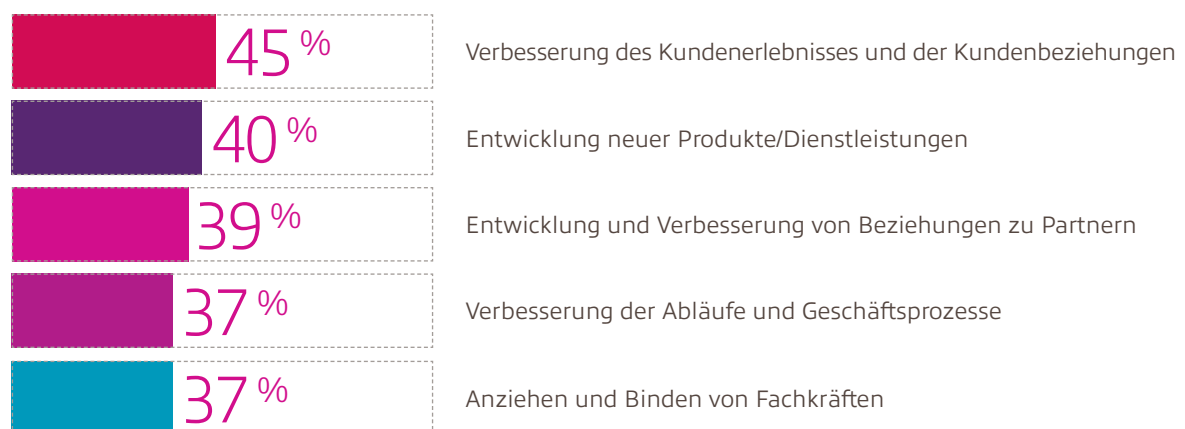 45 % Verbesserung des Kundenerlebnisses und der Kundenbeziehungen
40 % Entwicklung neuer Produkte/Dienstleistungen
39 % Entwicklung und Verbesserung von Beziehungen zu Partnern
37 % Verbesserung der Abläufe und Geschäftsprozesse
37 % Anziehen und Binden von Fachkräften